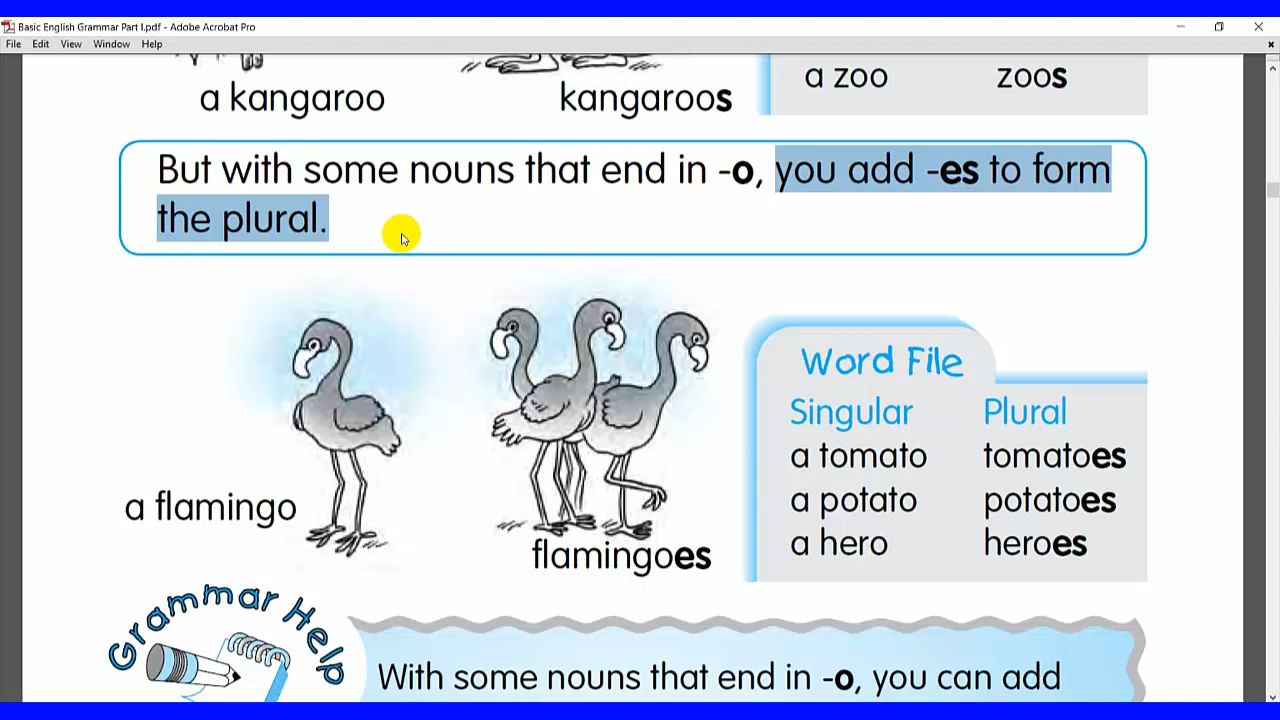 Basic English Grammar Part I.pdf - Adobe Acrobat Pro
File Edit View Window Help
a kangaroo kangaroos
a zoo zoos
But with some nouns that end in -o, you add -es to form
the plural.
a flamingo
flamingoes
Word File
Singular Plural
a tomato tomatoes
a potato potatoes
a hero heroes
Grammar Help
With some nouns that end in -o, you can add